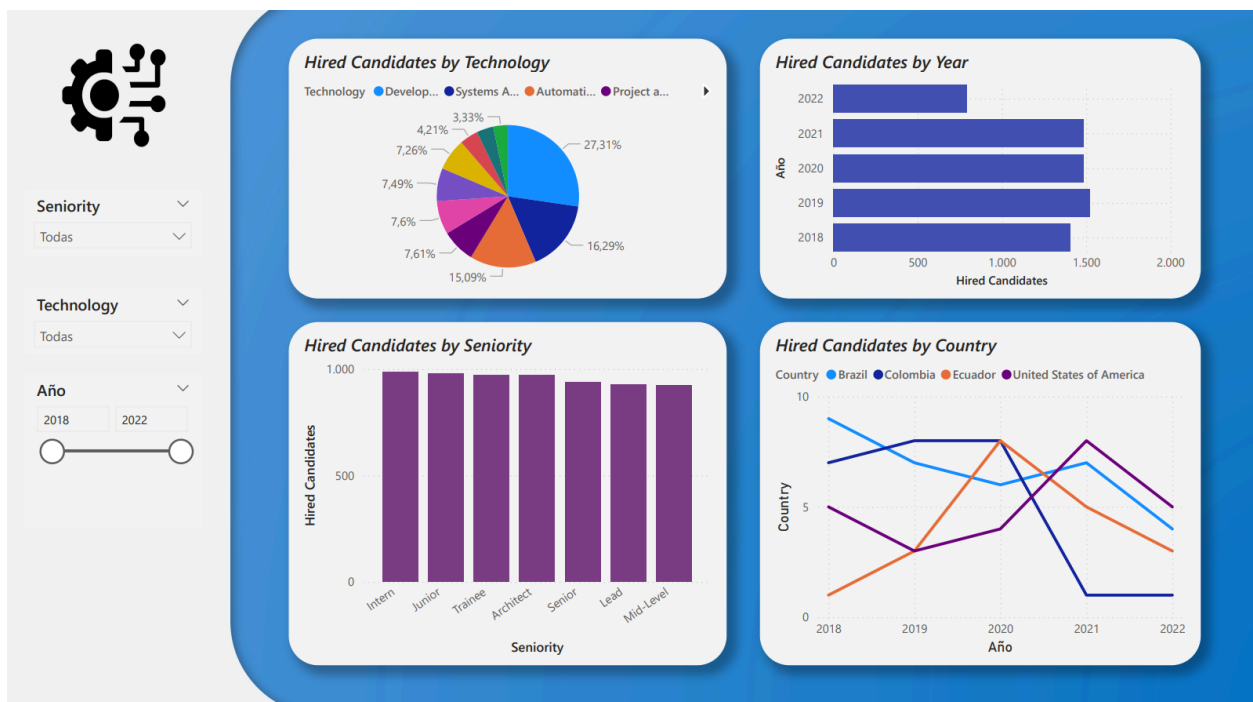 Seniority
Todas
Technology
Todas
Año
2018 2022
Hired Candidates by Technology
Technology Develop... Systems A... Automati... Project a...
3,33%
4,21%
7,26%
7,49%
7,6%
7,61%
15,09%
16,29%
27,31%
Hired Candidates by Year
Año
2022
2021
2020
2019
2018
0 500 1.000 1.500 2.000
Hired Candidates
Hired Candidates by Seniority
Hired Candidates
1.000
500
0
Intern Junior Trainee Architect Senior Lead Mid-Level
Seniority
Hired Candidates by Country
Country Brazil Colombia Ecuador United States of America
Country
10
5
0
2018 2019 2020 2021 2022
Año